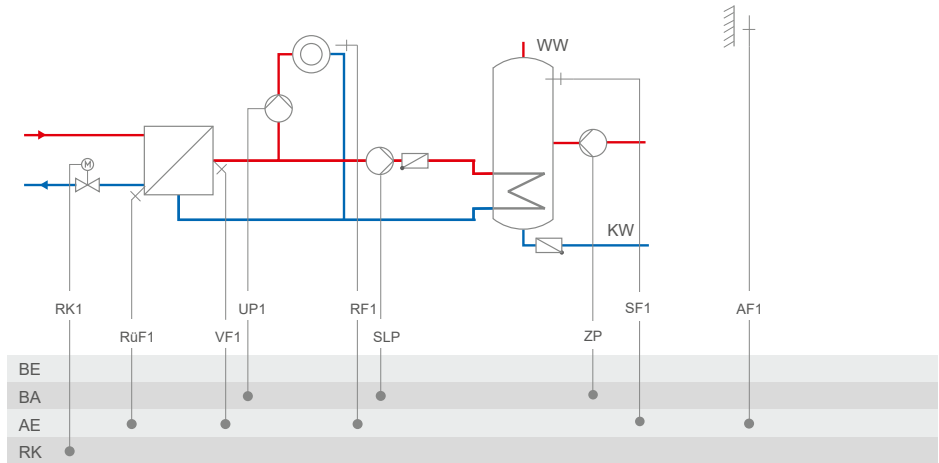 WW
M
KW
RK1 UP1 RF1 SF1 AF1
RüF1 VF1 SLP ZP
BE
BA
AE
RK